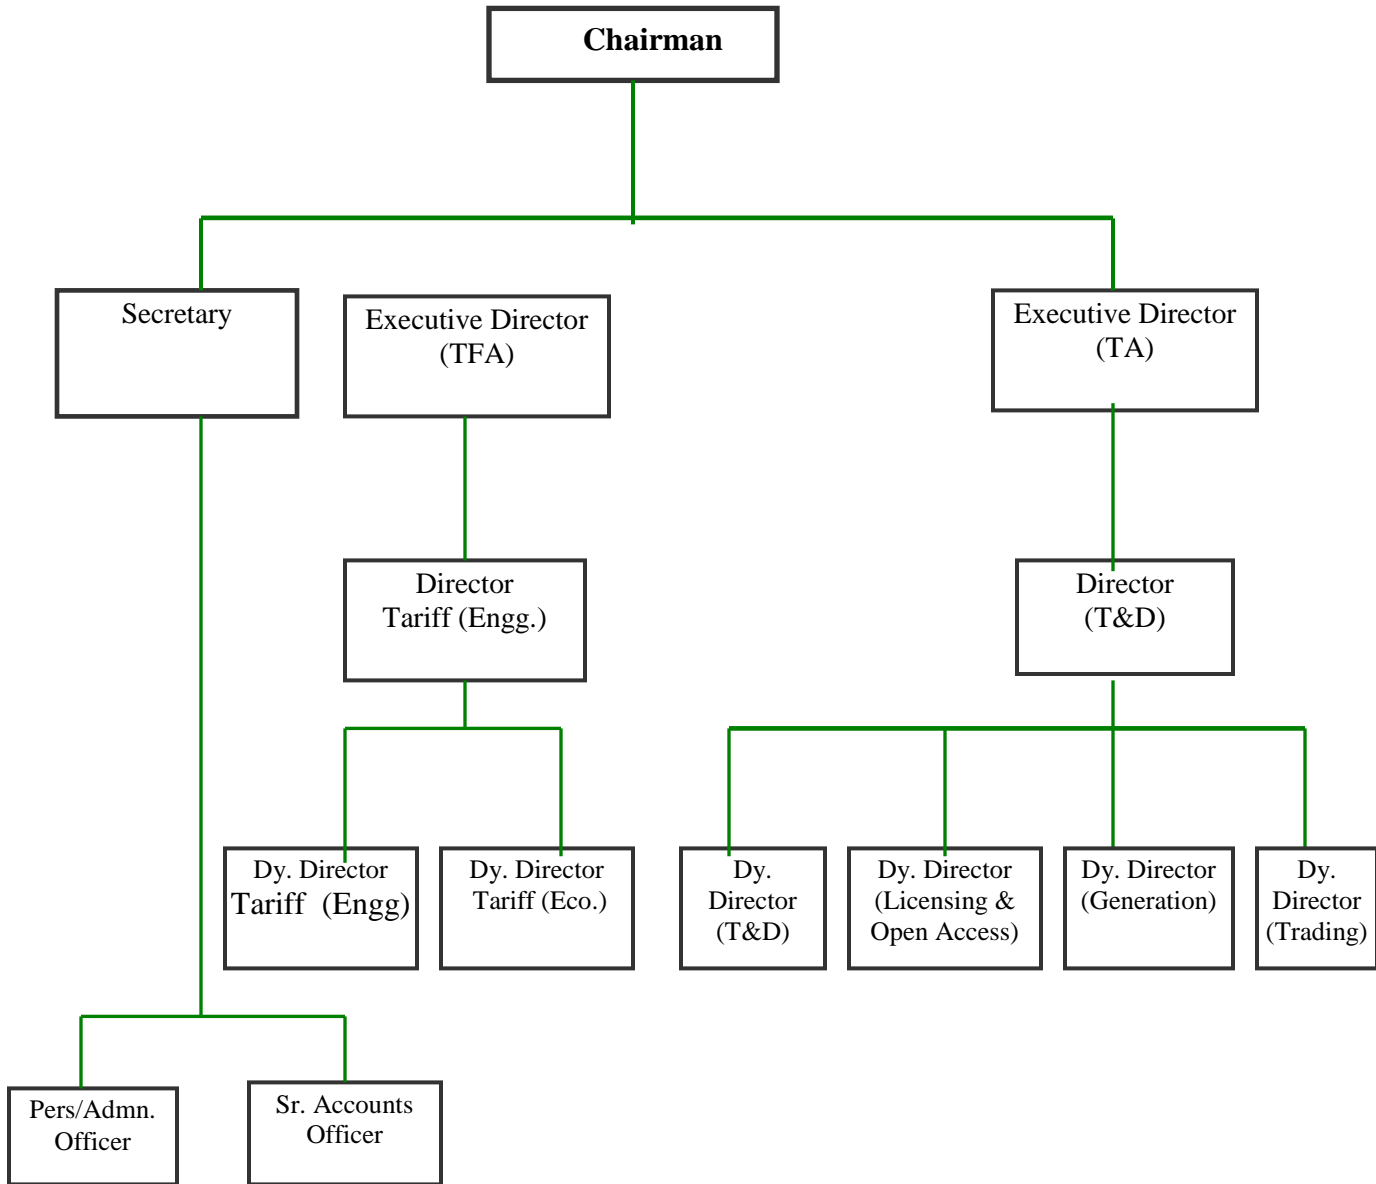 Chairman
Secretary
Executive Director
(TFA)
Executive Director
(TA)
Director
Tariff (Engg.)
Director
(T&D)
Dy. Director
Tariff  (Engg)
Dy. Director
Tariff (Eco.)
Dy.
Director
(T&D)
Dy. Director
(Licensing &
Open Access)
Dy. Director
(Generation)
Dy.
Director
(Trading)
Pers/Admn.
Officer
Sr. Accounts
Officer